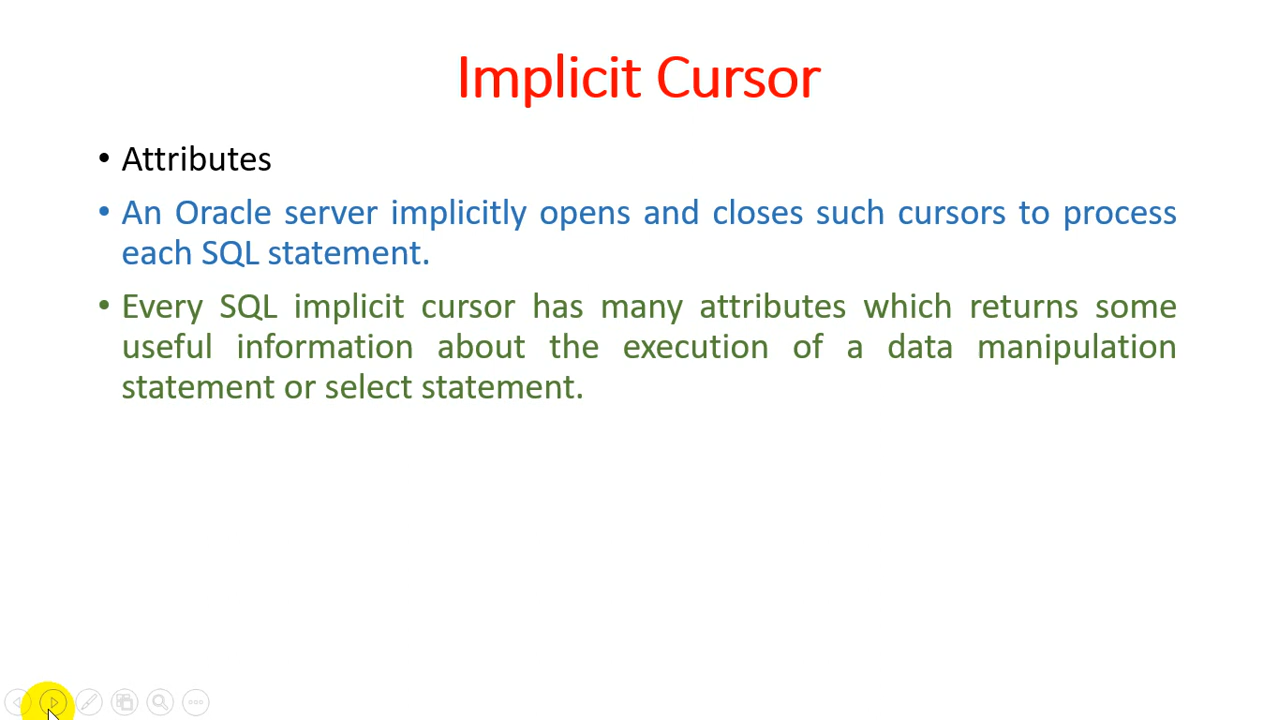 Implicit Cursor
• Attributes
• An Oracle server implicitly opens and closes such cursors to process
each SQL statement.
• Every SQL implicit cursor has many attributes which returns some
useful information about the execution of a data manipulation
statement or select statement.